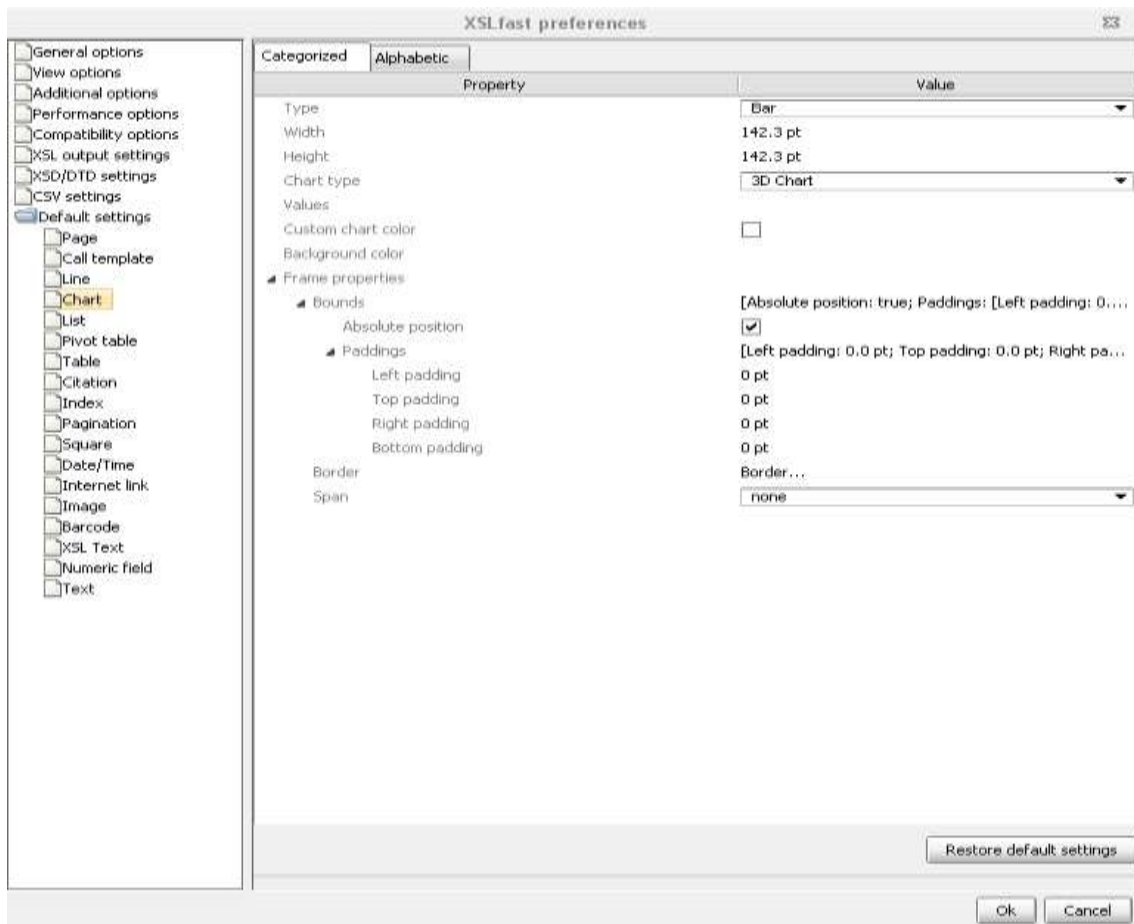 XSLfast preferences
General options
View options
Additional options
Performance options
Compatibility options
XSL output settings
XSD/DTD settings
CSV settings
Default settings
Page
Call template
Line
Chart
List
Pivot table
Table
Citation
Index
Pagination
Square
Date/Time
Internet link
Image
Barcode
XSL Text
Numeric field
Text
Categorized Alphabetic
Property Value
Type Bar
Width 142.3 pt
Height 142.3 pt
Chart type 3D Chart
Values
Custom chart color
Background color
Frame properties
Bounds [Absolute position: true; Paddings: [Left padding: 0....
Absolute position
Paddings [Left padding: 0.0 pt; Top padding: 0.0 pt; Right pa...
Left padding 0 pt
Top padding 0 pt
Right padding 0 pt
Bottom padding 0 pt
Border Border...
Span none
Restore default settings
Ok Cancel